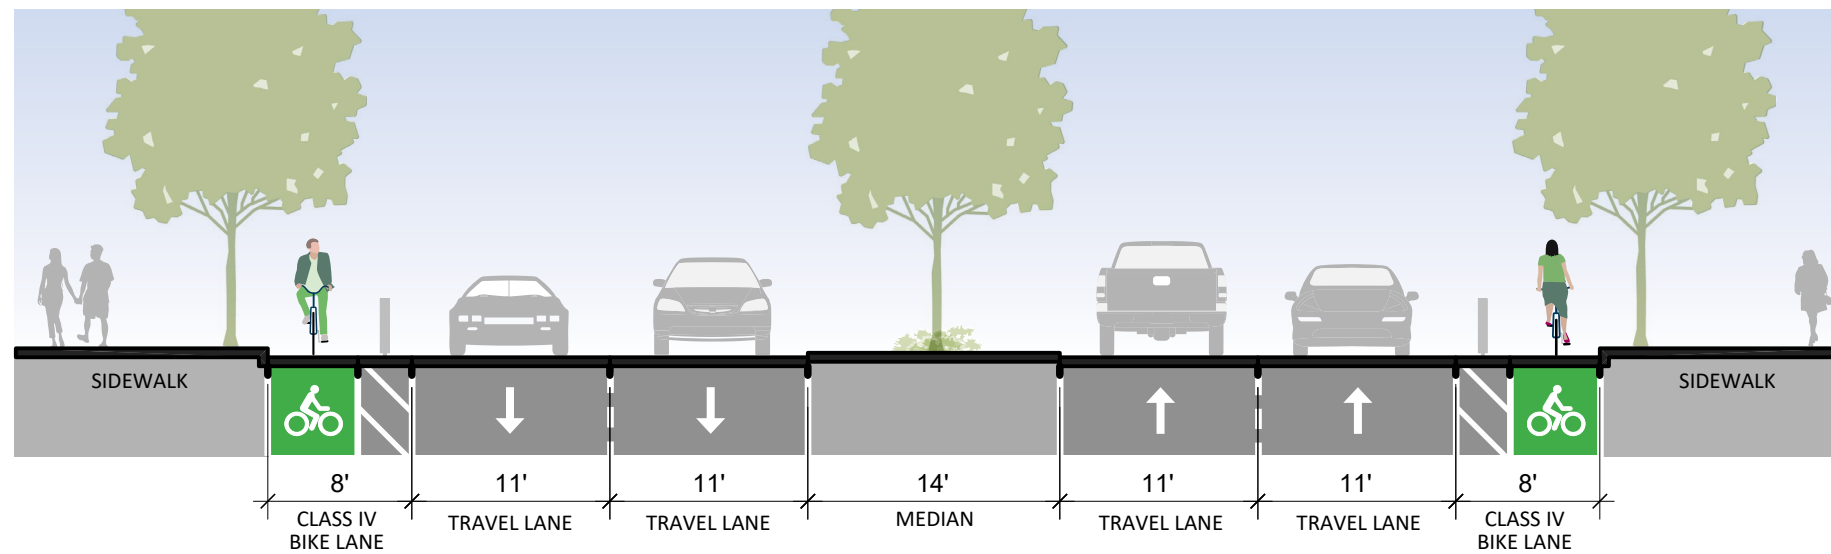 SIDEWALK
SIDEWALK
8'
11'
11'
14'
11'
11'
8'
CLASS IV
BIKE LANE
TRAVEL LANE
TRAVEL LANE
MEDIAN
TRAVEL LANE
TRAVEL LANE
CLASS IV
BIKE LANE